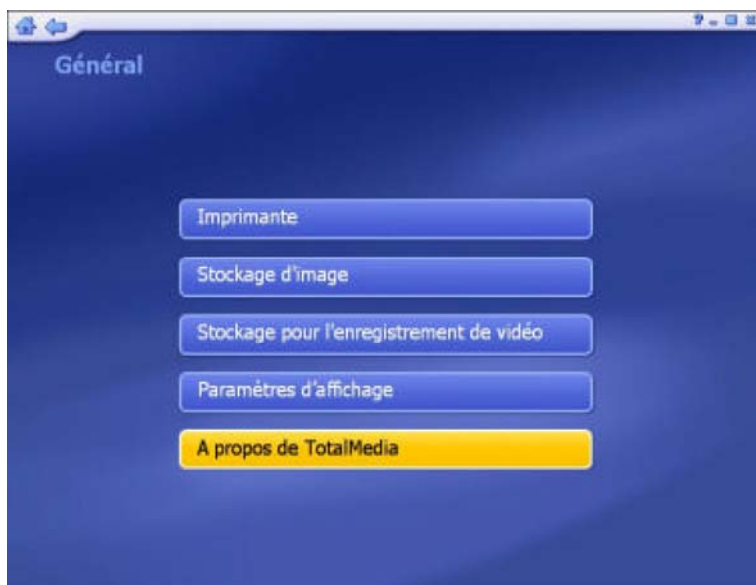 ?
Général
Imprimante
Stockage d'image
Stockage pour l'enregistrement de vidéo
Paramètres d'affichage
A propos de TotalMedia